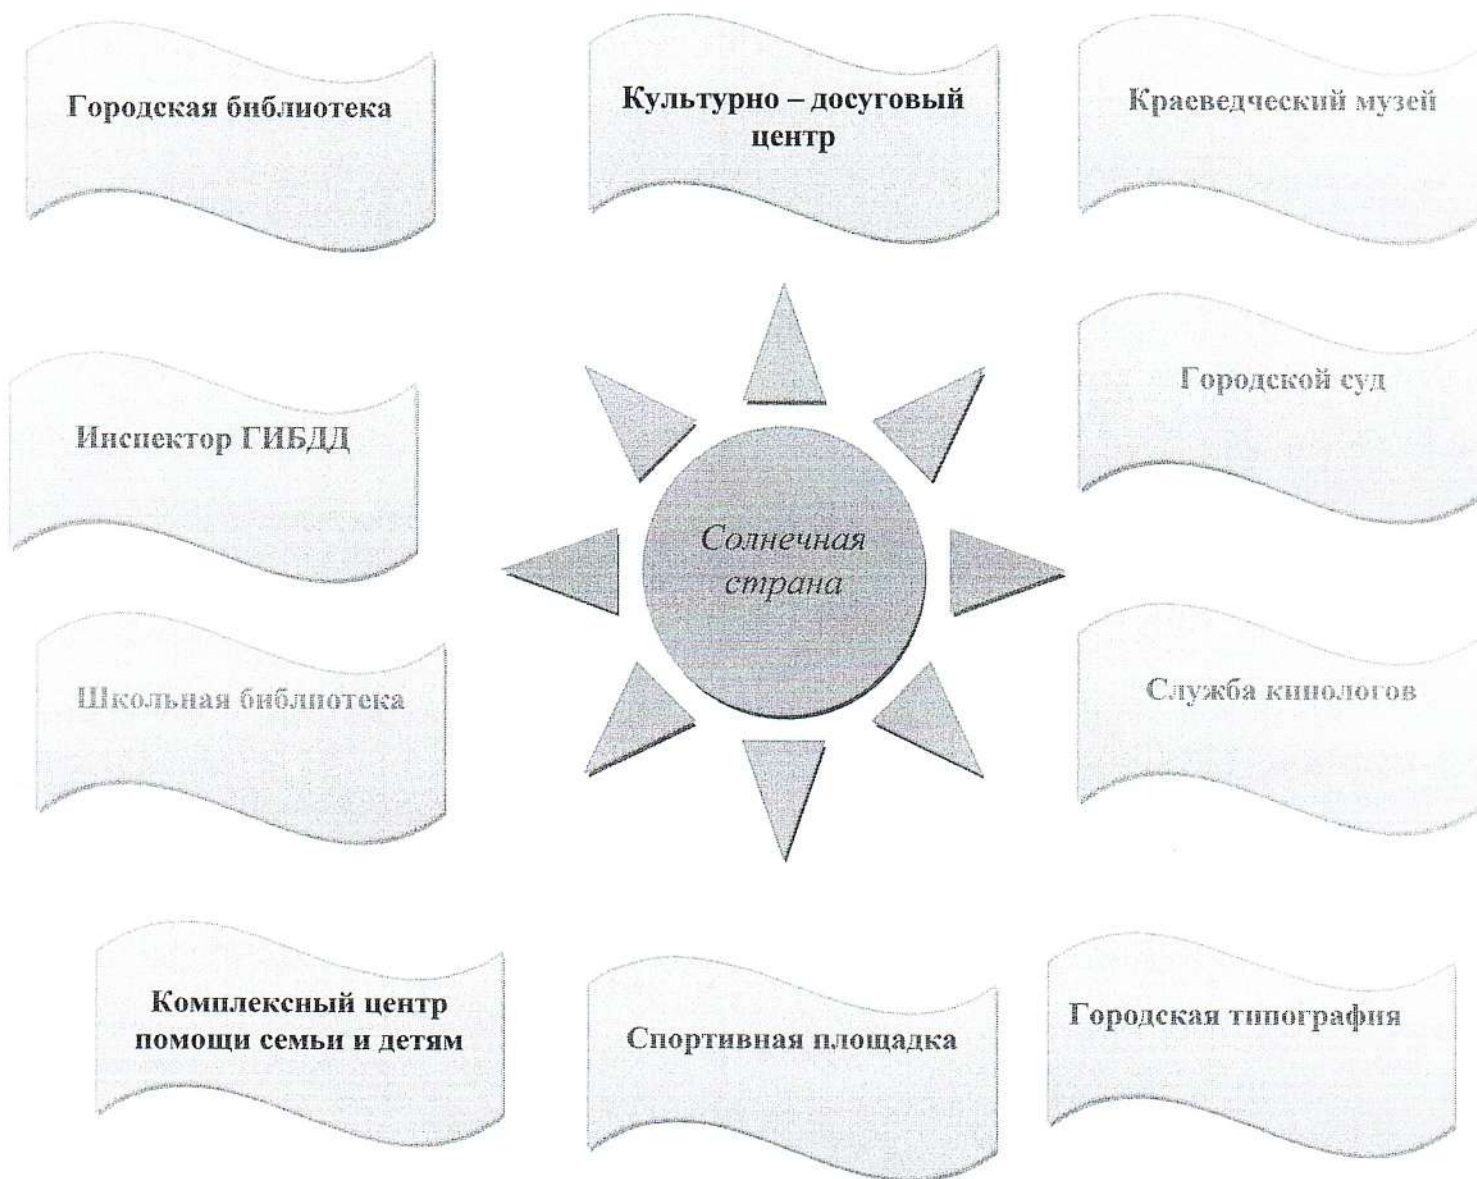 Городская библиотека
Культурно – досуговый
центр
Краеведческий музей
Городской суд
Инспектор ГИБДД
Солнечная
страна
Школьная библиотека
Служба кинологов
Комплексный центр
помощи семьи и детям
Спортивная площадка
Городская типография